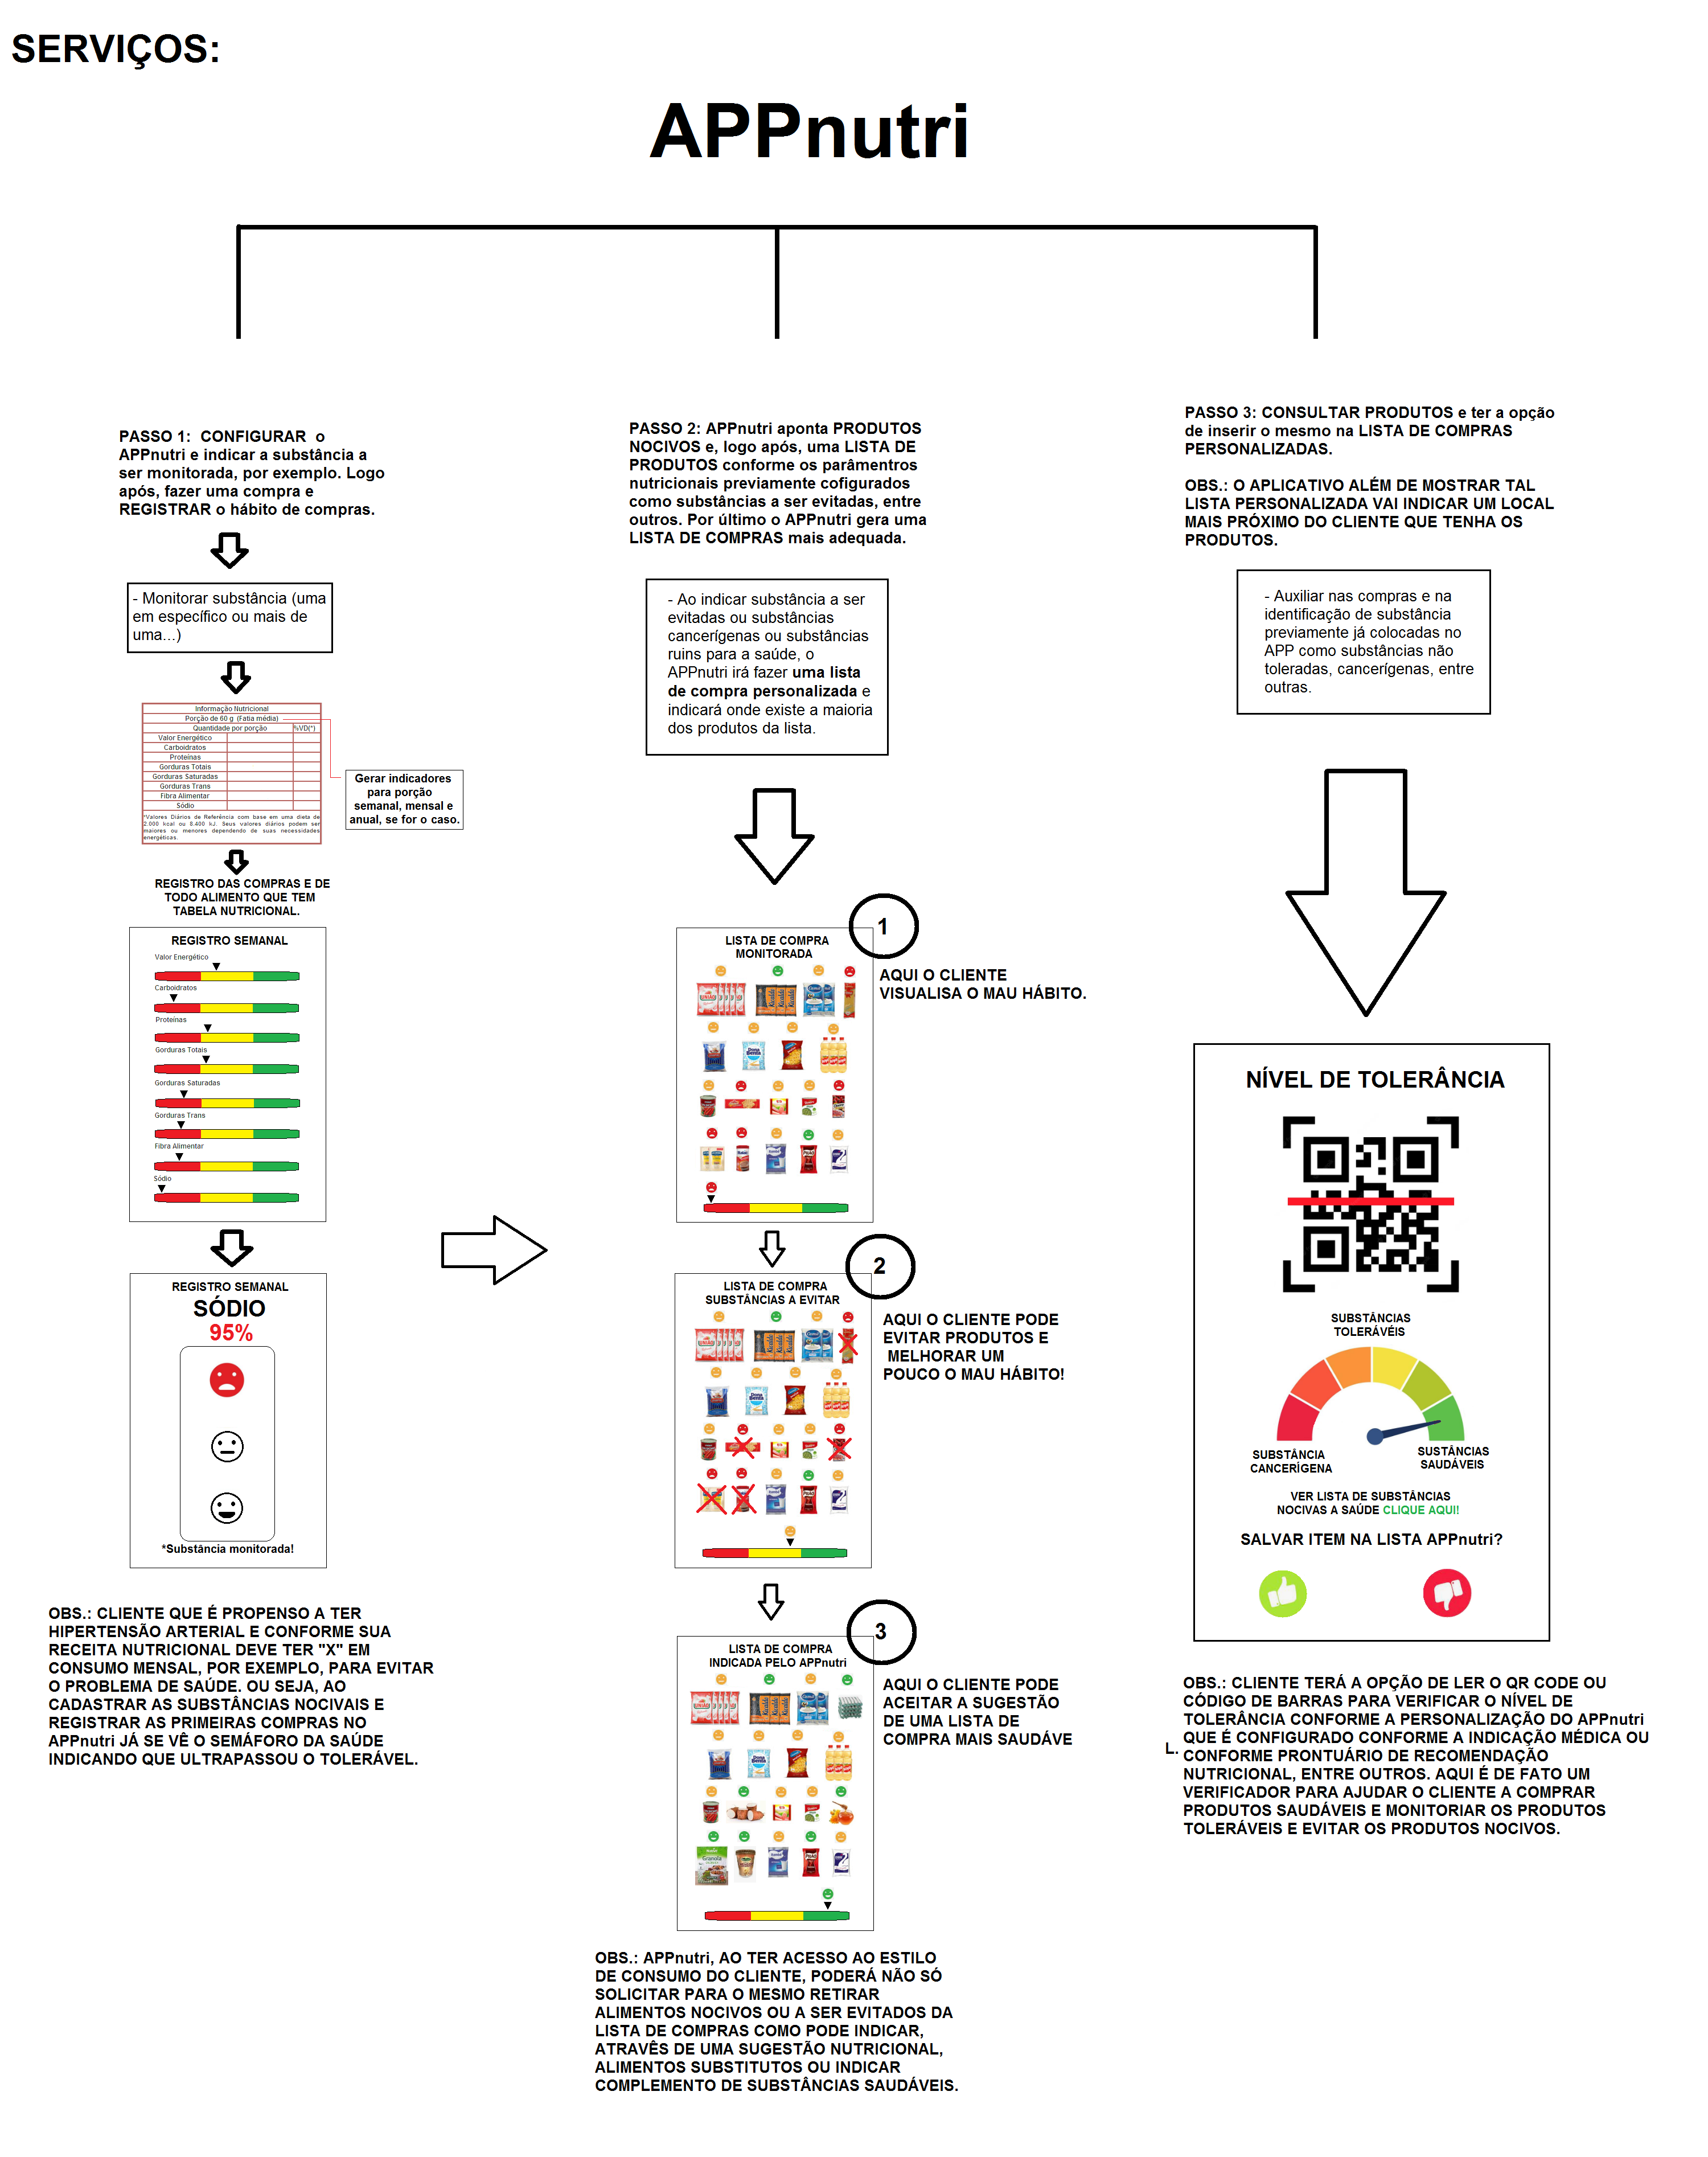 SERVIÇOS:
APPnutri
PASSO 1:  CONFIGURAR  o
APPnutri e indicar a substância a
ser monitorada, por exemplo. Logo
após, fazer uma compra e
REGISTRAR o hábito de compras.
- Monitorar substância (uma
em específico ou mais de
uma...)
Informação Nutricional
Porção de 60 g  (Fatia média)
Quantidade por porção
%VD(*)
Valor Energético
Carboidratos
Proteínas
Gorduras Totais
Gorduras Saturadas
Gorduras Trans
Fibra Alimentar
Sódio
*Valores Diários de Referência com base em uma dieta de
2.000 kcal ou 8.400 kJ. Seus valores diários podem ser
maiores ou menores dependendo de suas necessidades
energéticas.
Gerar indicadores
para porção
semanal, mensal e
anual, se for o caso.
REGISTRO DAS COMPRAS E DE
TODO ALIMENTO QUE TEM
TABELA NUTRICIONAL.
REGISTRO SEMANAL
Valor Energético
Carboidratos
Proteínas
Gorduras Totais
Gorduras Saturadas
Gorduras Trans
Fibra Alimentar
Sódio
REGISTRO SEMANAL
SÓDIO
95%
*Substância monitorada!
OBS.: CLIENTE QUE É PROPENSO A TER
HIPERTENSÃO ARTERIAL E CONFORME SUA
RECEITA NUTRICIONAL DEVE TER "X" EM
CONSUMO MENSAL, POR EXEMPLO, PARA EVITAR
O PROBLEMA DE SAÚDE. OU SEJA, AO
CADASTRAR AS SUBSTÂNCIAS NOCIVAIS E
REGISTRAR AS PRIMEIRAS COMPRAS NO
APPnutri JÁ SE VÊ O SEMÁFORO DA SAÚDE
INDICANDO QUE ULTRAPASSOU O TOLERÁVEL.
PASSO 2: APPnutri aponta PRODUTOS
NOCIVOS e, logo após, uma LISTA DE
PRODUTOS conforme os parâmentros
nutricionais previamente cofigurados
como substâncias a ser evitadas, entre
outros. Por último o APPnutri gera uma
LISTA DE COMPRAS mais adequada.
- Ao indicar substância a ser
evitadas ou substâncias
cancerígenas ou substâncias
ruins para a saúde, o
APPnutri irá fazer uma lista
de compra personalizada e
indicará onde existe a maioria
dos produtos da lista.
1
LISTA DE COMPRA
MONITORADA
AQUI O CLIENTE
VISUALISA O MAU HÁBITO.
2
LISTA DE COMPRA
SUBSTÂNCIAS A EVITAR
AQUI O CLIENTE PODE
EVITAR PRODUTOS E
MELHORAR UM
POUCO O MAU HÁBITO!
3
LISTA DE COMPRA
INDICADA PELO APPnutri
AQUI O CLIENTE PODE
ACEITAR A SUGESTÃO
DE UMA LISTA DE
COMPRA MAIS SAUDÁVE
L.
OBS.: APPnutri, AO TER ACESSO AO ESTILO
DE CONSUMO DO CLIENTE, PODERÁ NÃO SÓ
SOLICITAR PARA O MESMO RETIRAR
ALIMENTOS NOCIVOS OU A SER EVITADOS DA
LISTA DE COMPRAS COMO PODE INDICAR,
ATRAVÊS DE UMA SUGESTÃO NUTRICIONAL,
ALIMENTOS SUBSTITUTOS OU INDICAR
COMPLEMENTO DE SUBSTÂNCIAS SAUDÁVEIS.
PASSO 3: CONSULTAR PRODUTOS e ter a opção
de inserir o mesmo na LISTA DE COMPRAS
PERSONALIZADAS.
OBS.: O APLICATIVO ALÉM DE MOSTRAR TAL
LISTA PERSONALIZADA VAI INDICAR UM LOCAL
MAIS PRÓXIMO DO CLIENTE QUE TENHA OS
PRODUTOS.
- Auxiliar nas compras e na
identificação de substância
previamente já colocadas no
APP como substâncias não
toleradas, cancerígenas, entre
outras.
NÍVEL DE TOLERÂNCIA
SUBSTÂNCIAS
TOLERÁVÉIS
SUBSTÂNCIA
CANCERÍGENA
SUSTÂNCIAS
SAUDÁVEIS
VER LISTA DE SUBSTÂNCIAS
NOCIVAS A SAÚDE CLIQUE AQUI!
SALVAR ITEM NA LISTA APPnutri?
OBS.: CLIENTE TERÁ A OPÇÃO DE LER O QR CODE OU
CÓDIGO DE BARRAS PARA VERIFICAR O NÍVEL DE
TOLERÂNCIA CONFORME A PERSONALIZAÇÃO DO APPnutri
QUE É CONFIGURADO CONFORME A INDICAÇÃO MÉDICA OU
CONFORME PRONTUÁRIO DE RECOMENDAÇÃO
NUTRICIONAL, ENTRE OUTROS. AQUI É DE FATO UM
VERIFICADOR PARA AJUDAR O CLIENTE A COMPRAR
PRODUTOS SAUDÁVEIS E MONITORIAR OS PRODUTOS
TOLERÁVEIS E EVITAR OS PRODUTOS NOCIVOS.